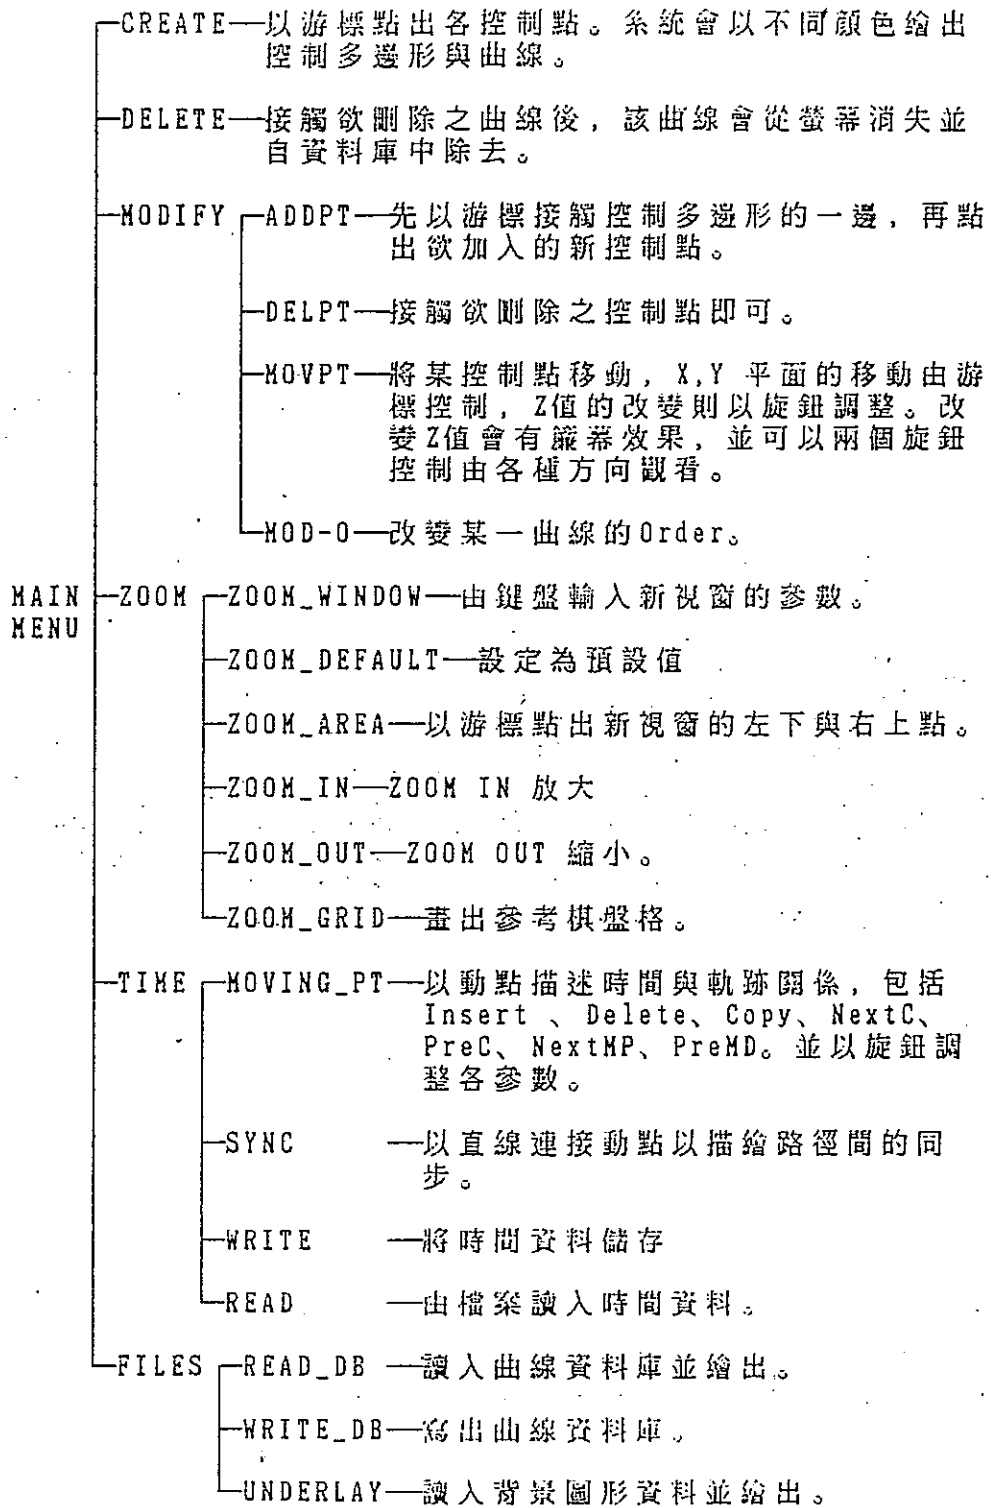 CREATE—以游標點出各控制點。系統會以不同顏色繪出
控制多邊形與曲線。
DELETE—接觸欲刪除之曲線後，該曲線會從螢幕消失並
自資料庫中除去。
MODIFY ADDPT—先以游標接觸控制多邊形的一邊，再點
出欲加入的新控制點。
DELPT—接觸欲刪除之控制點即可。
MOVPT—將某控制點移動，X,Y 平面的移動由游
標控制，Z值的改變則以旋鈕調整。改
變Z值會有簾幕效果，並可以兩個旋鈕
控制由各種方向觀看。
MOD-O—改變某一曲線的Order。
MAIN
MENU
ZOOM ZOOM_WINDOW—由鍵盤輸入新視窗的參數。
ZOOM_DEFAULT—設定為預設值
ZOOM_AREA—以游標點出新視窗的左下與右上點。
ZOOM_IN—ZOOM IN 放大
ZOOM_OUT—ZOOM OUT 縮小。
ZOOM_GRID—畫出參考棋盤格。
TIME MOVING_PT—以動點描述時間與軌跡關係，包括
Insert 、Delete、Copy、NextC、
PreC、NextMP、PreMD。並以旋鈕調
整各參數。
SYNC —以直線連接動點以描繪路徑間的同
步。
WRITE —將時間資料儲存
READ —由檔案讀入時間資料。
FILES READ_DB —讀入曲線資料庫並繪出。
WRITE_DB—寫出曲線資料庫。
UNDERLAY—讀入背景圖形資料並繪出。